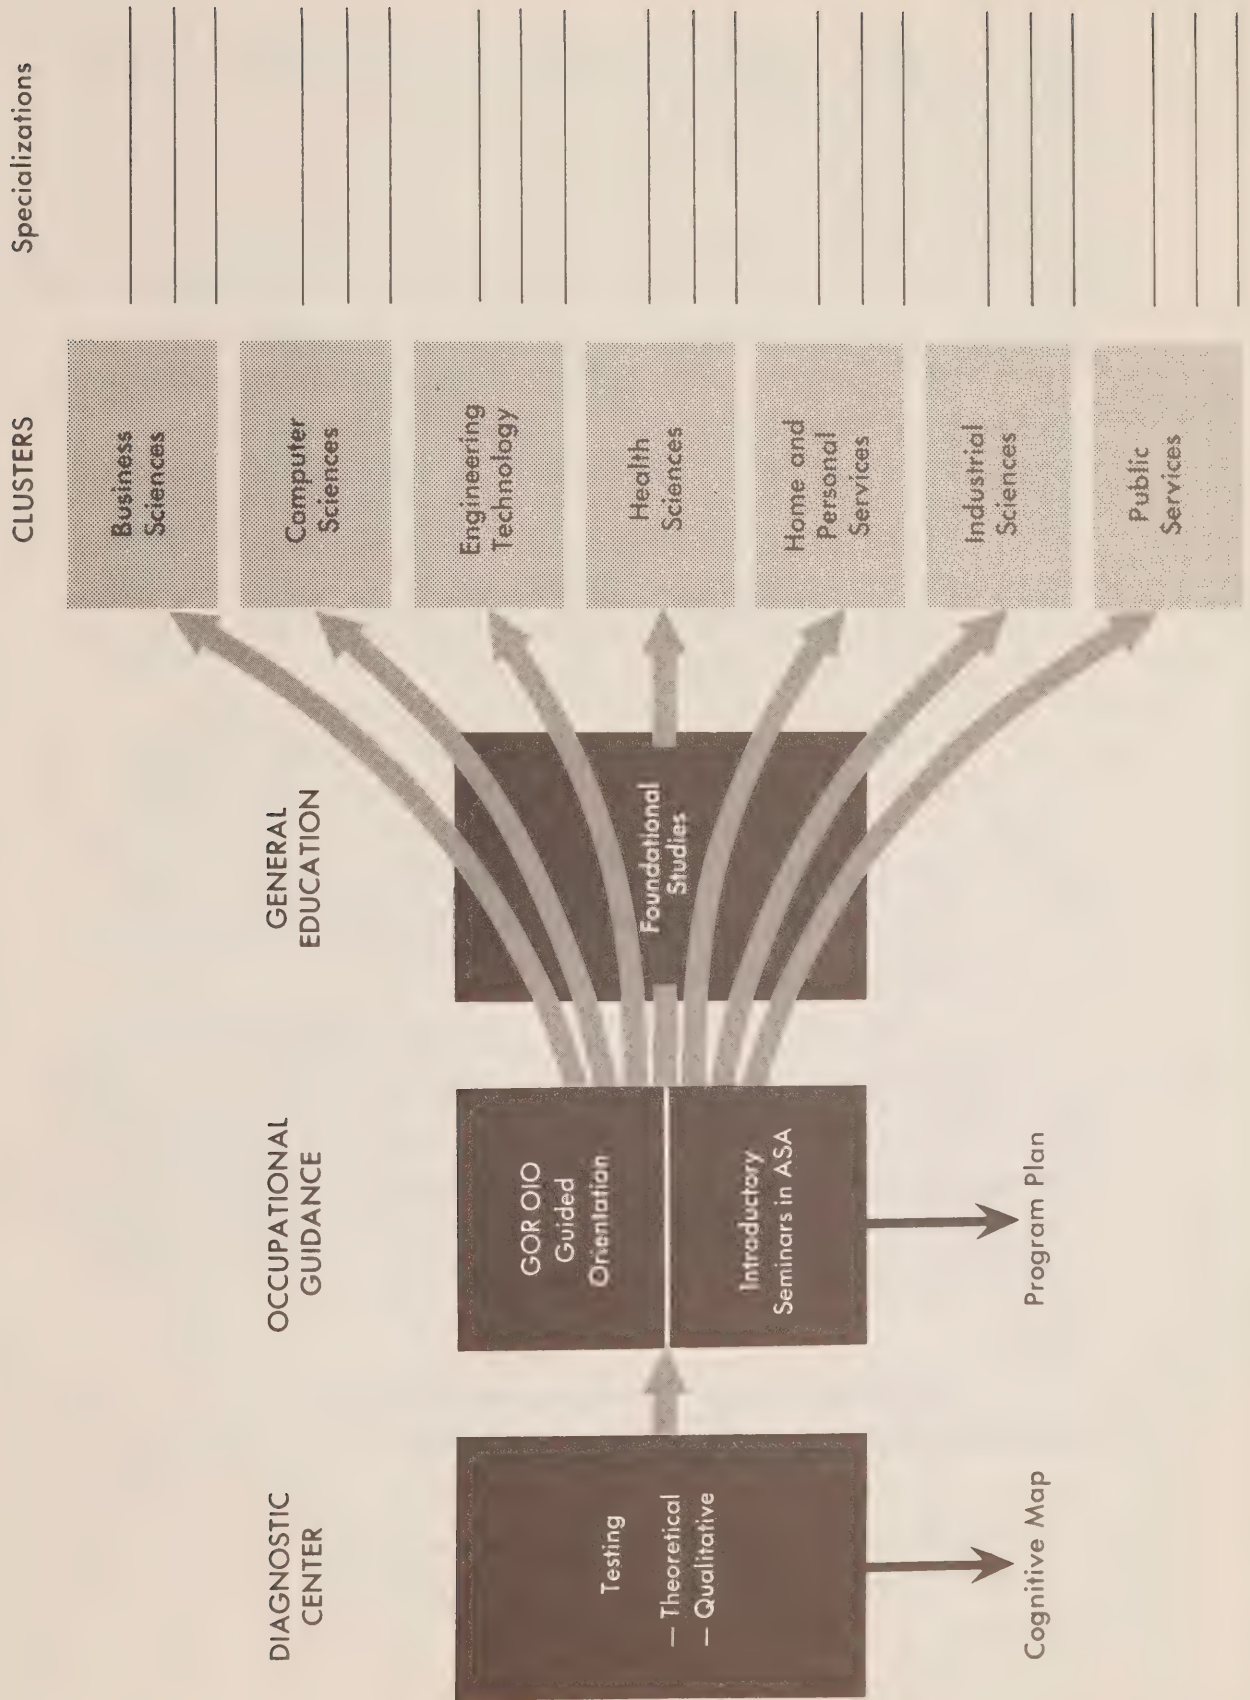 DIAGNOSTIC
CENTER
Testing
— Theoretical
— Qualitative
Cognitive Map
OCCUPATIONAL
GUIDANCE
GOR OIO
Guided
Orientation
Introductory
Seminars in ASA
Program Plan
GENERAL
EDUCATION
Foundational
Studies
CLUSTERS
Business
Sciences
Computer
Sciences
Engineering
Technology
Health
Sciences
Home and
Personal
Services
Industrial
Sciences
Public
Services
Specializations